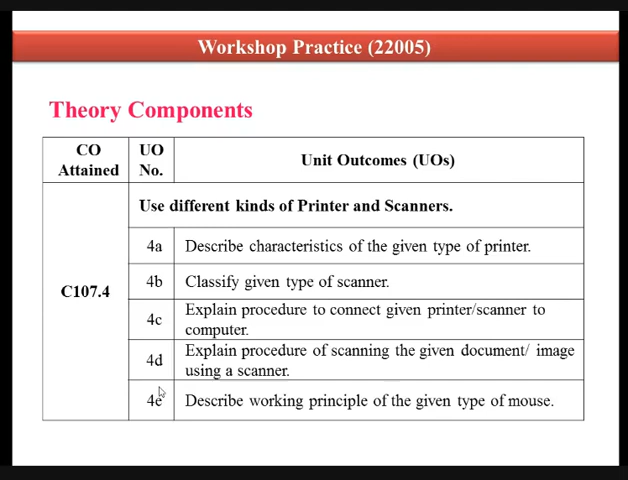 Workshop Practice (22005)
Theory Components
CO
Attained
UO
No.
Unit Outcomes (UOs)
C107.4
Use different kinds of Printer and Scanners.
4a
Describe characteristics of the given type of printer.
4b
Classify given type of scanner.
4c
Explain procedure to connect given printer/scanner to
computer.
4d
Explain procedure of scanning the given document/ image
using a scanner.
4e
Describe working principle of the given type of mouse.